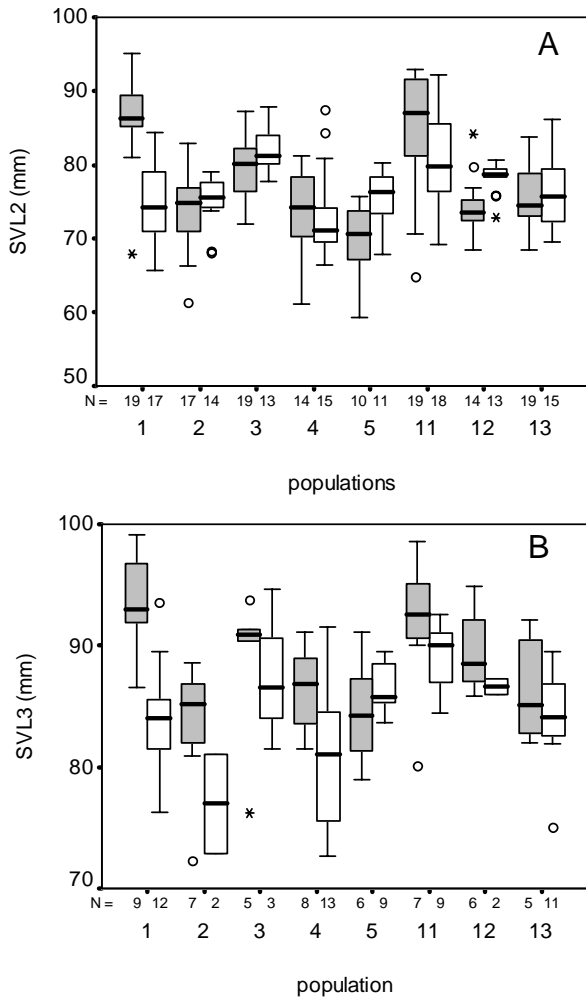 100
A
90
80
70
60
50
SVL2 (mm)
N = 19 17 17 14 19 13 14 15 10 11 19 18 14 13 19 15
1 2 3 4 5 11 12 13
populations
100
B
90
80
70
SVL3 (mm)
N = 9 12 7 2 5 3 8 13 6 9 7 9 6 2 5 11
1 2 3 4 5 11 12 13
population